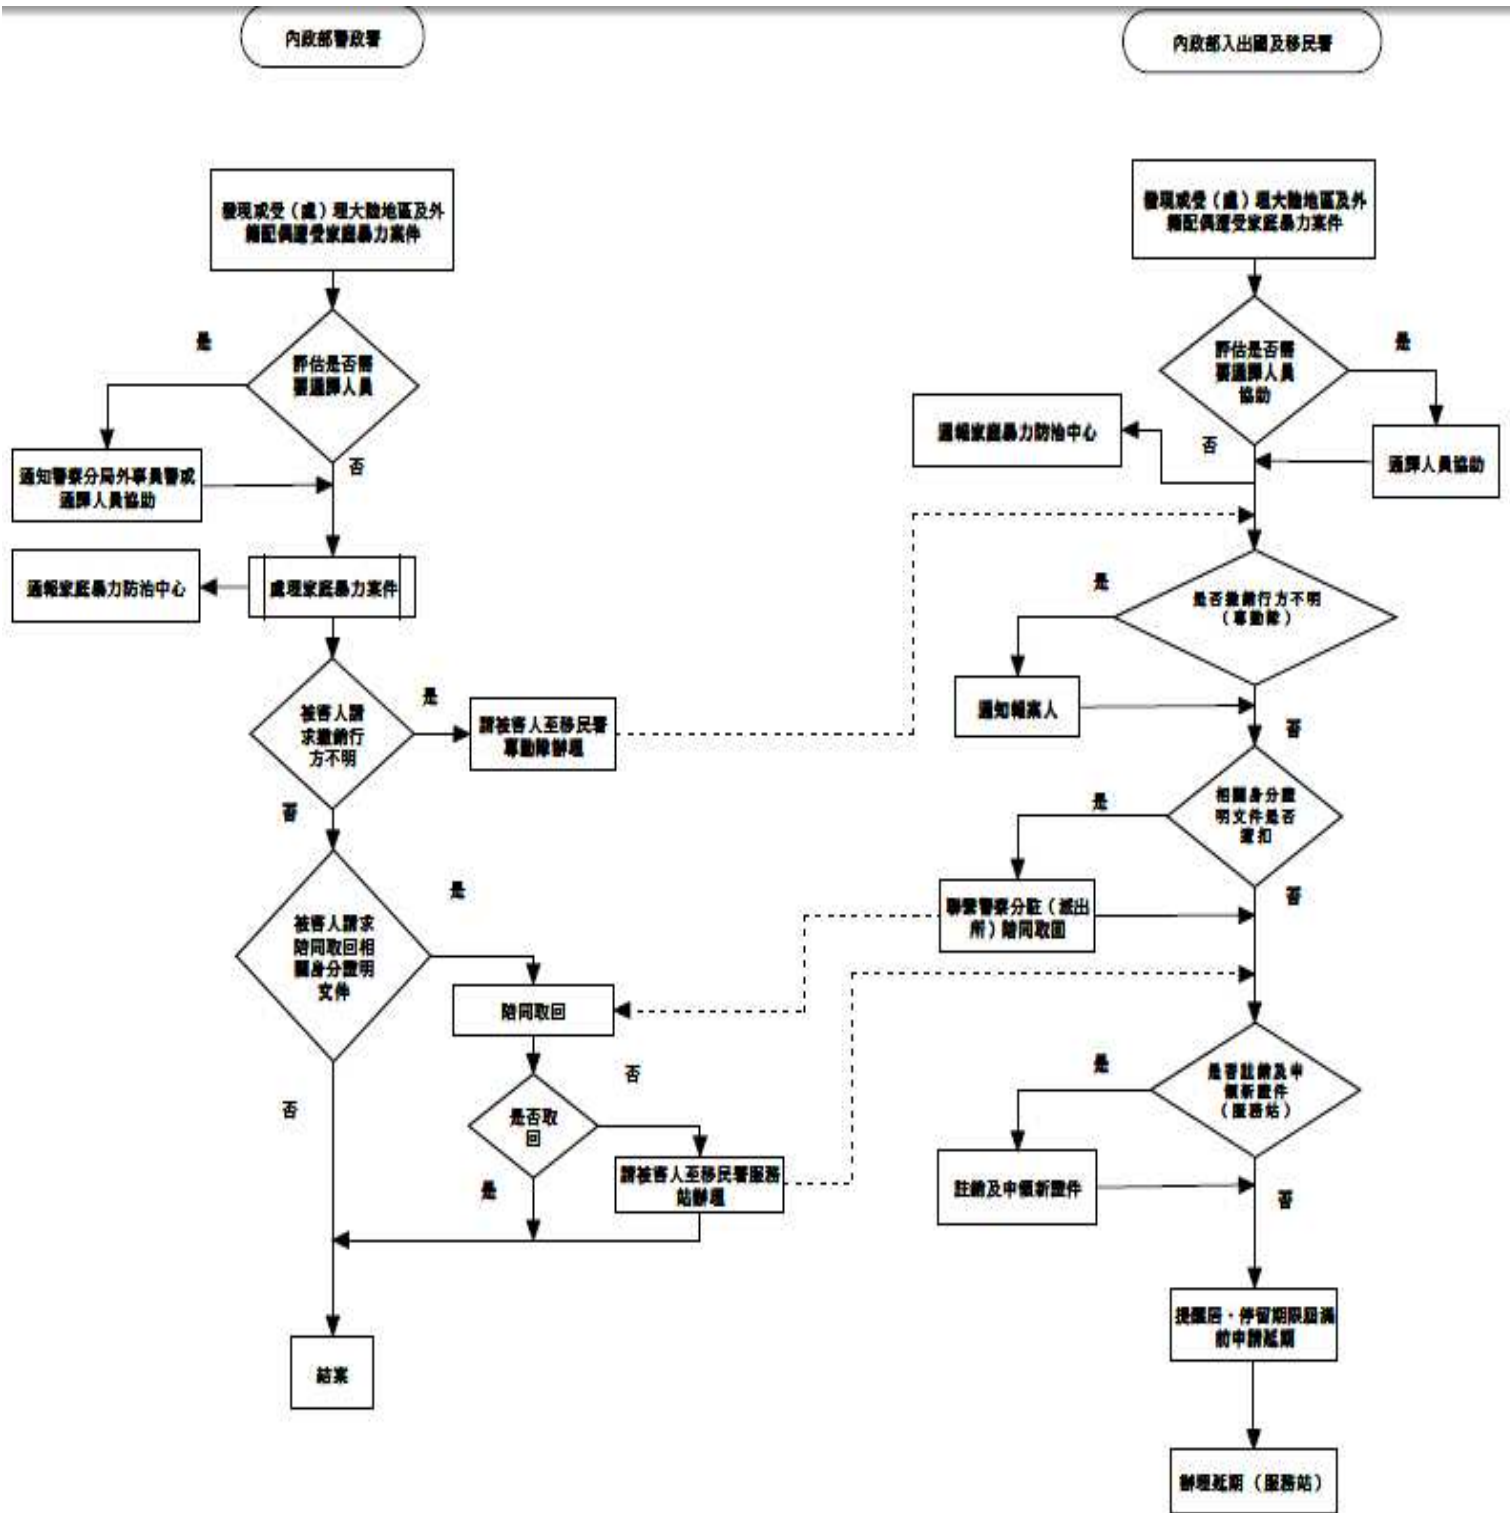 內政部警政署
發現或受（處）理大陸地區及外
籍配偶遭受家庭暴力案件
是
評估是否需
要通譯人員
否
通知警察分局外事員警或
通譯人員協助
通報家庭暴力防治中心
處理家庭暴力案件
被害人請
求撤銷行
方不明
是
請被害人至移民署
專勤隊辦理
否
被害人請求
陪同取回相
關身分證明
文件
是
陪同取回
否
是否取
回
否
是
請被害人至移民署服務
站辦理
結案
內政部入出國及移民署
發現或受（處）理大陸地區及外
籍配偶遭受家庭暴力案件
評估是否需
要通譯人員
協助
是
通報家庭暴力防治中心
否
通譯人員協助
是
是否撤銷行方不明
（專勤隊）
通知報案人
否
是
相關身分證
明文件是否
遭扣
聯繫警察分駐（派出
所）陪同取回
否
是
是否註銷及申
領新證件
（服務站）
註銷及申領新證件
否
提醒居、停留期限屆滿
前申請延期
辦理延期（服務站）